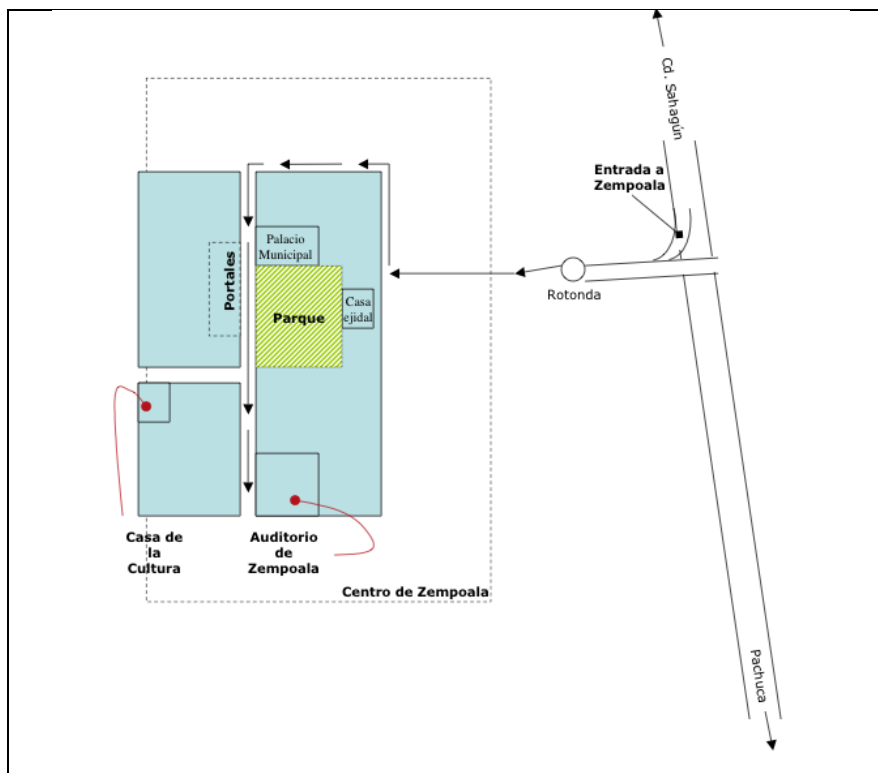 Cd. Sahagún
Entrada a
Zempoala
Palacio
Municipal
Portales
Casa
ejidal
Parque
Rotonda
Casa de
la
Cultura
Auditorio
de
Zempoala
Centro de Zempoala
Pachuca